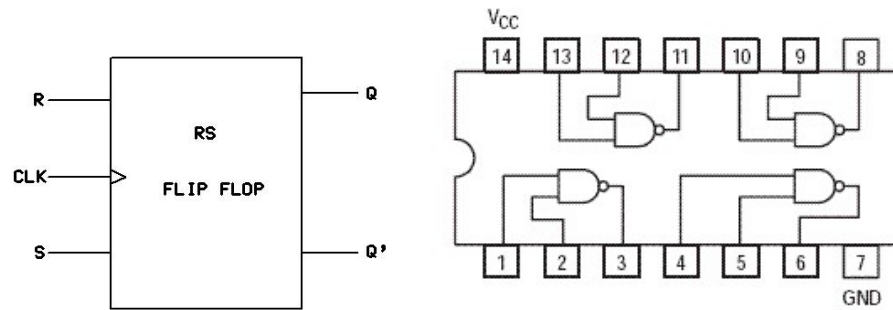 R
CLK
S
RS
FLIP FLOP
Q
Q'
VCC
14 13 12 11 10 9 8
1 2 3 4 5 6 7
GND